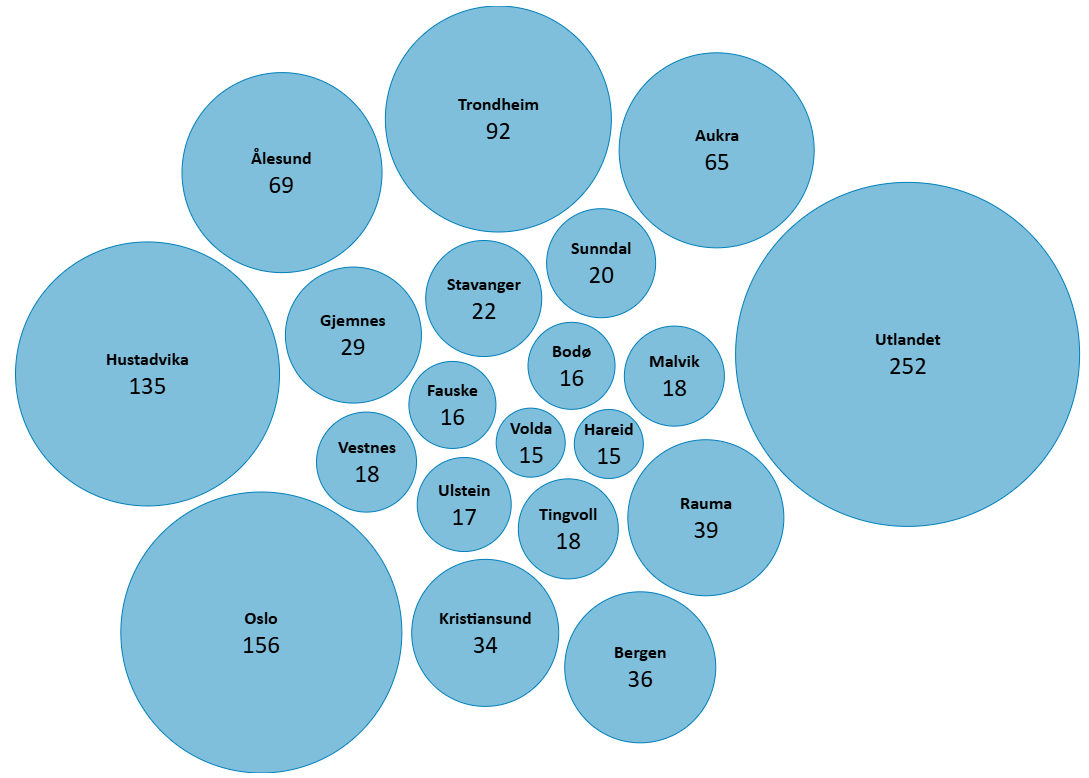 Trondheim
92
Aukra
65
Ålesund
69
Sunndal
20
Stavanger
22
Gjemnes
29
Utlandet
252
Hustadvika
135
Bodø
16
Malvik
18
Fauske
16
Volda
15
Hareid
15
Vestnes
18
Ulstein
17
Tingvoll
18
Rauma
39
Oslo
156
Kristiansund
34
Bergen
36